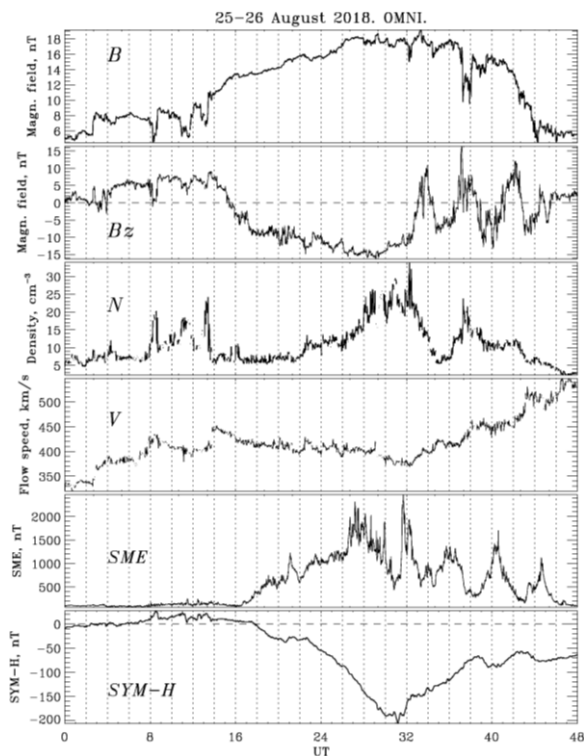 25-26 August 2018. OMNI.
B
Magn. field, nT
18
16
14
12
10
8
6
Bz
Magn. field, nT
15
10
5
0
-5
-10
-15
N
Density, cm⁻³
30
25
20
15
10
5
V
Flow speed, km/s
500
450
400
350
SME
SME, nT
2000
1500
1000
500
SYM-H
SYM-H, nT
0
-50
-100
-150
-200
0 8 16 24 32 40 48
UT